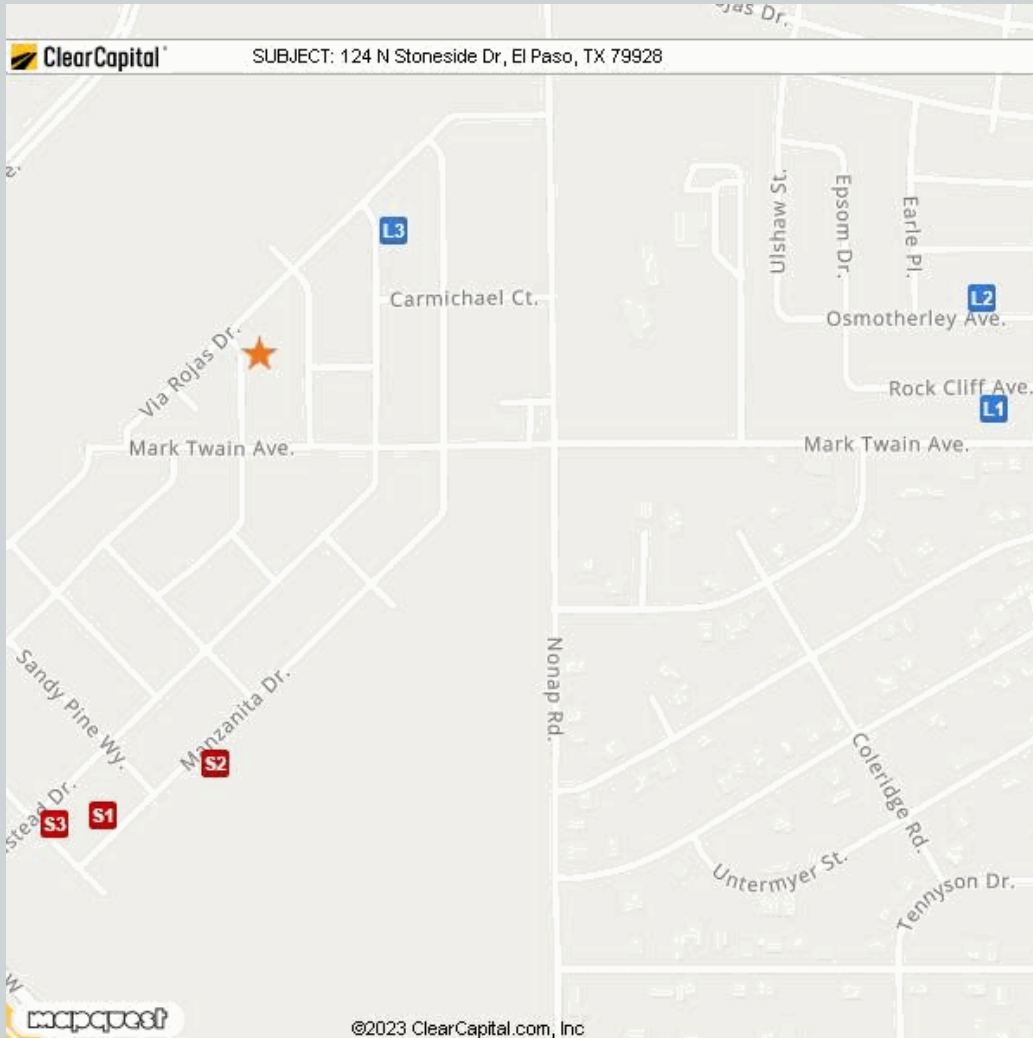 ojas Dr.
ClearCapital
SUBJECT: 124 N Stoneside Dr, El Paso, TX 79928
Ulshaw St.
Epsom Dr.
Earle Pl.
L3
Carmichael Ct.
L2
Osmotherley Ave.
Via Rojas Dr.
Rock Cliff Ave.
L1
Mark Twain Ave.
Mark Twain Ave.
Nonap Rd.
Sandy Pine Wy.
Manzanita Dr.
S2
Coleridge Rd.
stead Dr.
S3
S1
Untermyer St.
Tennyson Dr.
W
mapquest
©2023 ClearCapital.com, Inc